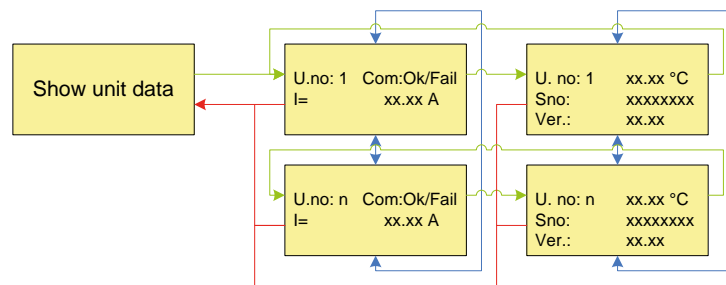 Show unit data
U.no: 1 Com:Ok/Fail
I= xx.xx A
U. no: 1 xx.xx °C
Sno: xxxxxxxx
Ver.: xx.xx
U.no: n Com:Ok/Fail
I= xx.xx A
U. no: n xx.xx °C
Sno: xxxxxxxx
Ver.: xx.xx